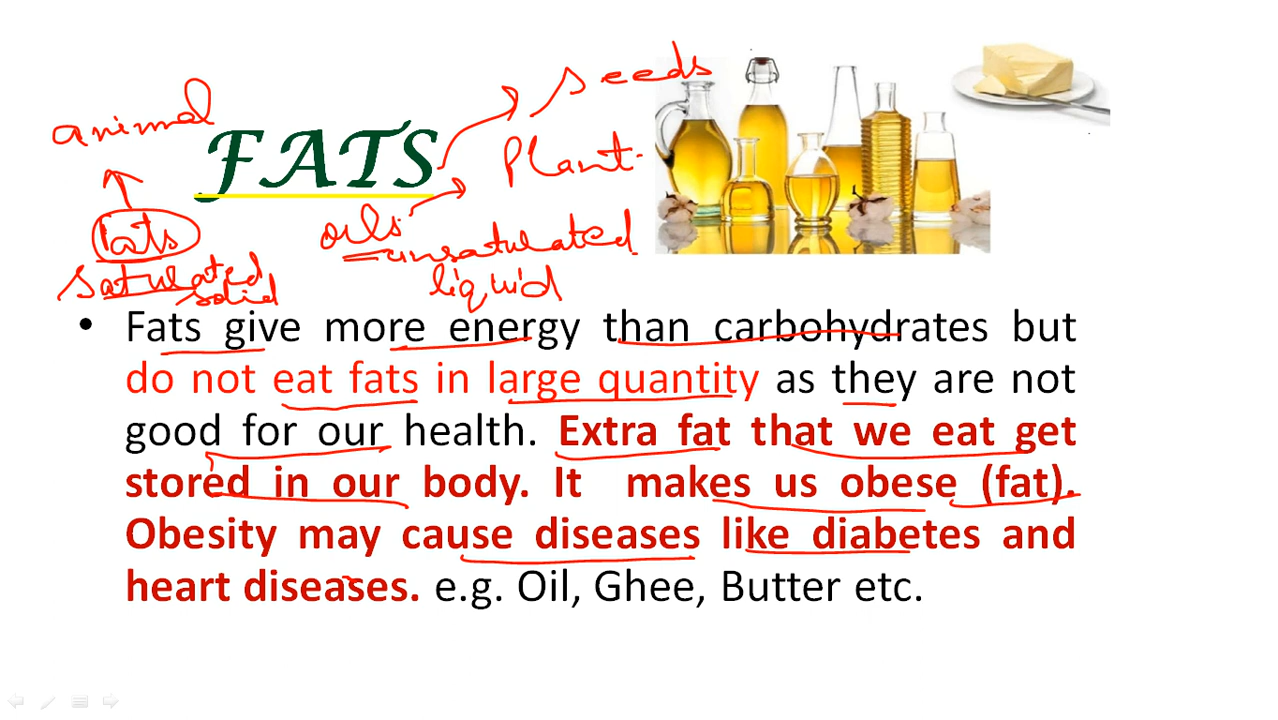 seeds
animal
FATS
Plant
fats
oils
unsaturated
saturated
solid
liquid
• Fats give more energy than carbohydrates but
do not eat fats in large quantity as they are not
good for our health. Extra fat that we eat get
stored in our body. It makes us obese (fat).
Obesity may cause diseases like diabetes and
heart diseases. e.g. Oil, Ghee, Butter etc.